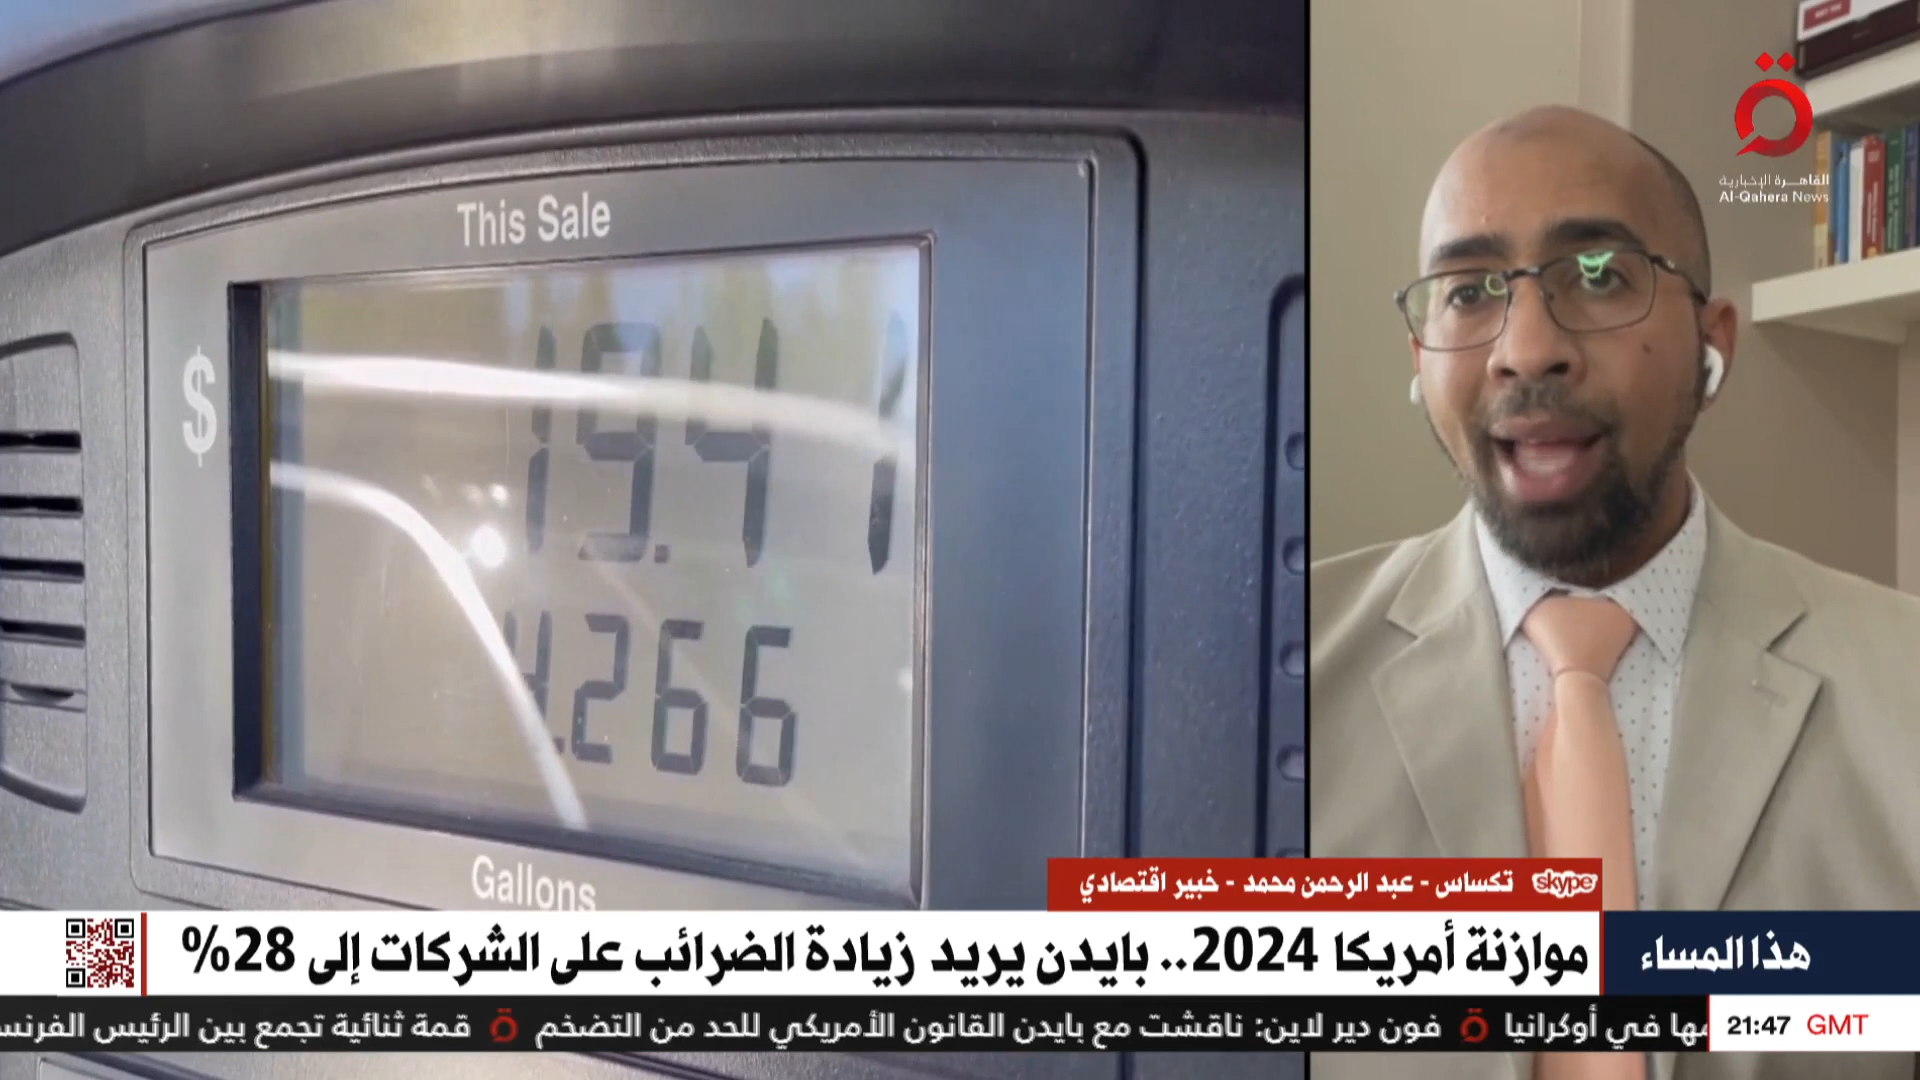 This Sale
$
19.41
4.266
Gallons
القاهرة الإخبارية
Al-Qahera News
skype تكساس - عبد الرحمن محمد - خبير اقتصادي
هذا المساء
موازنة أمريكا 2024.. بايدن يريد زيادة الضرائب على الشركات إلى 28%
في أوكرانيا
فون دير لاين: ناقشت مع بايدن القانون الأمريكي للحد من التضخم
قمة ثنائية تجمع بين الرئيس
21:47 GMT